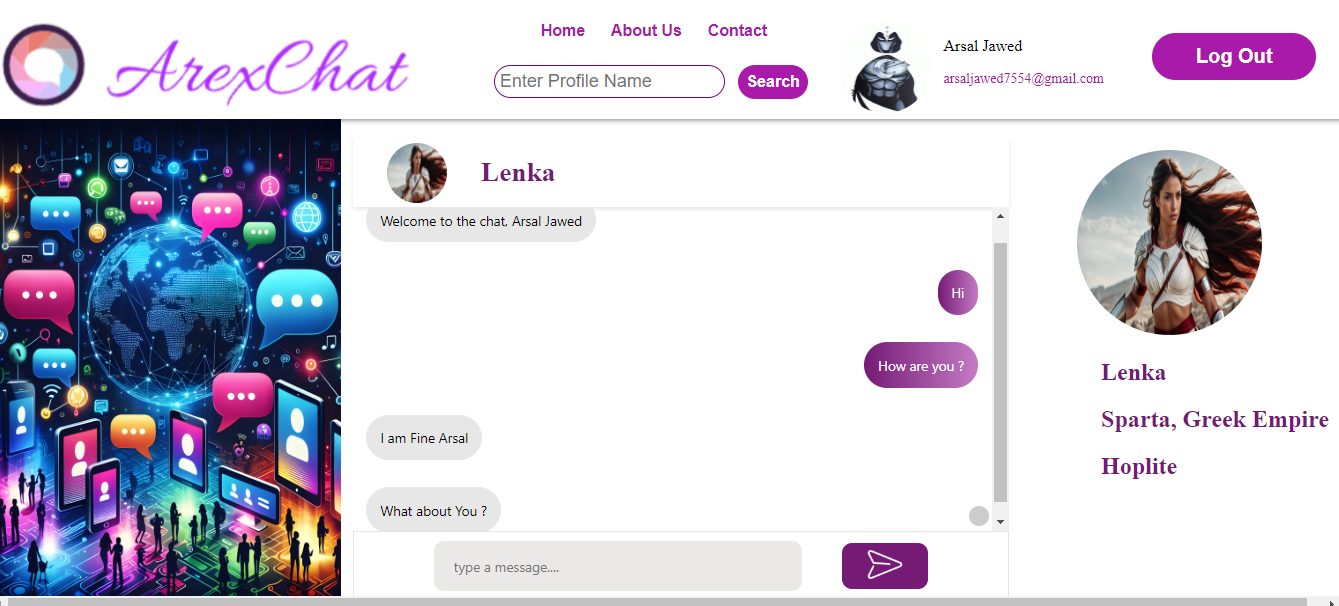 ArexChat
Home About Us Contact
Enter Profile Name
Search
Arsal Jawed
arsaljawed7554@gmail.com
Log Out
Lenka
Welcome to the chat, Arsal Jawed
Hi
How are you ?
I am Fine Arsal
What about You ?
type a message....
Lenka
Sparta, Greek Empire
Hoplite